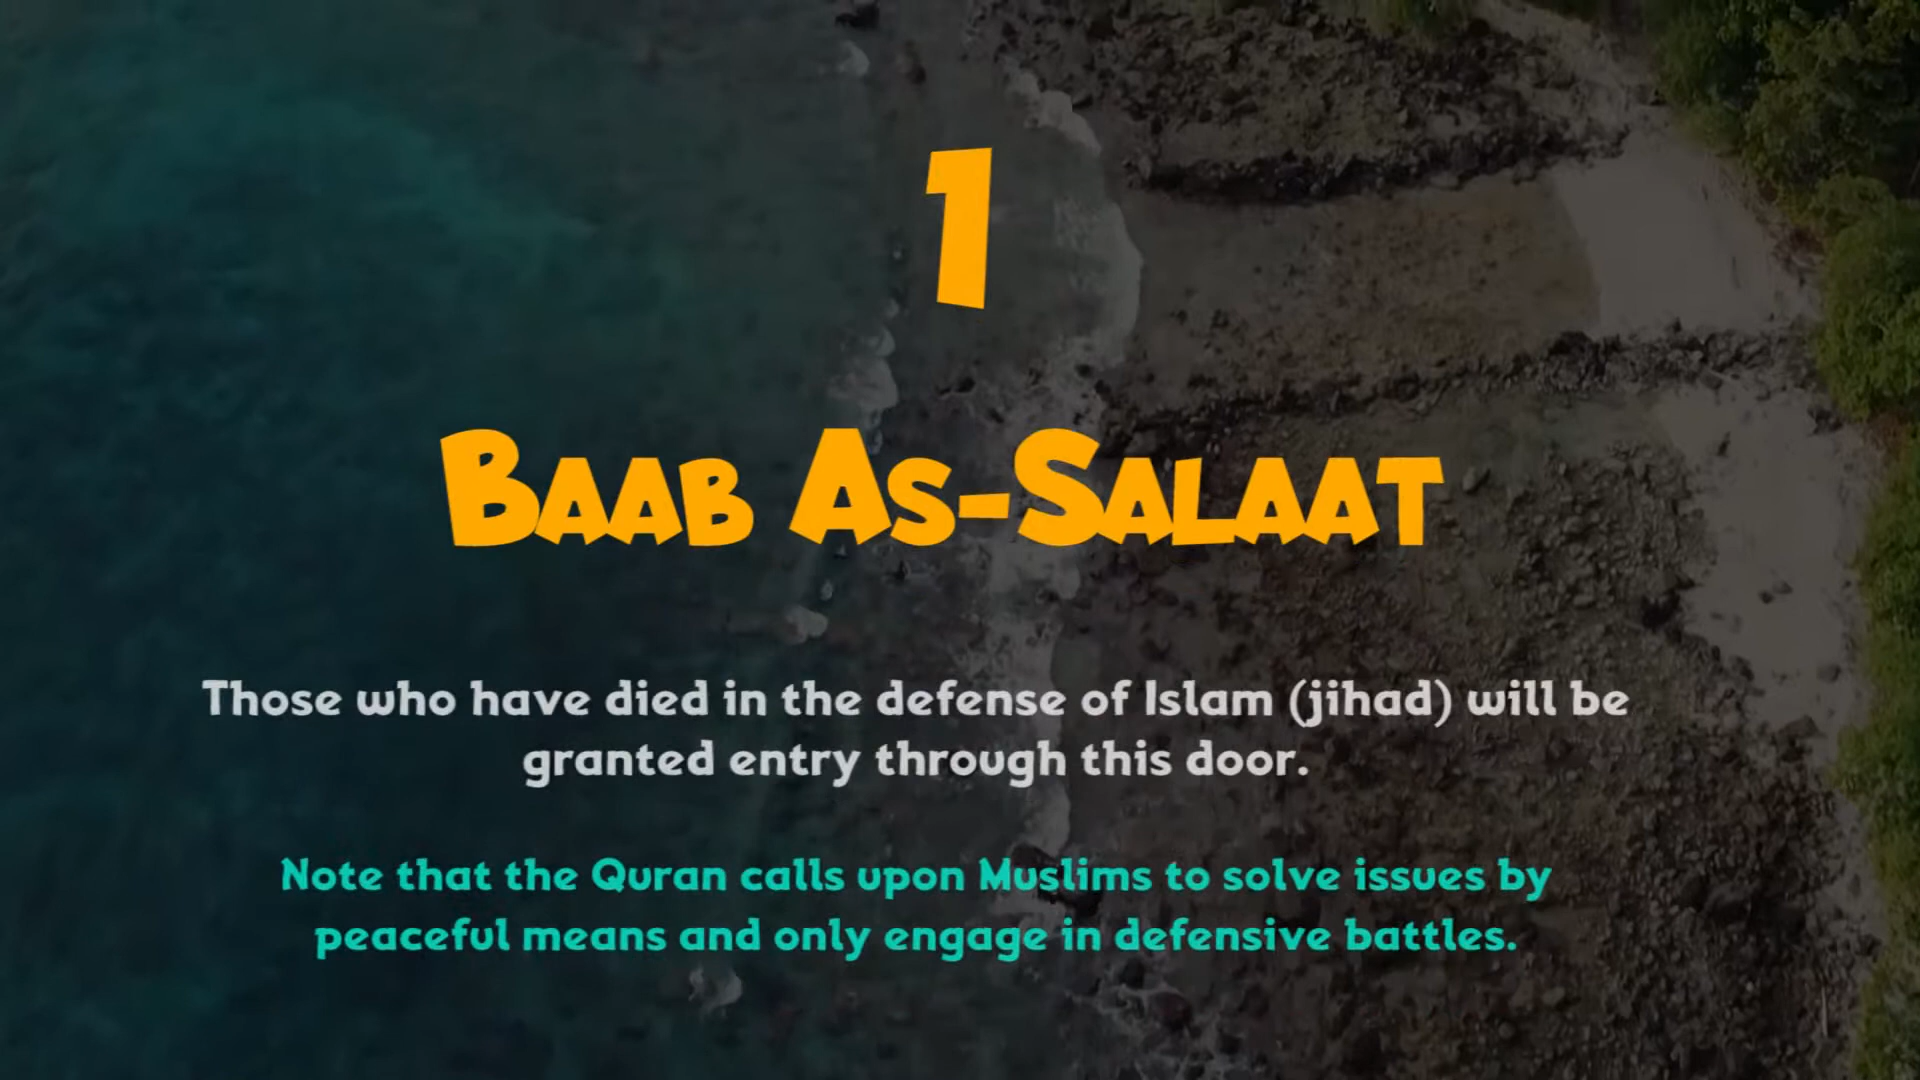 1
Baab As-Salaat
Those who have died in the defense of Islam (jihad) will be
granted entry through this door.
Note that the Quran calls upon Muslims to solve issues by
peaceful means and only engage in defensive battles.